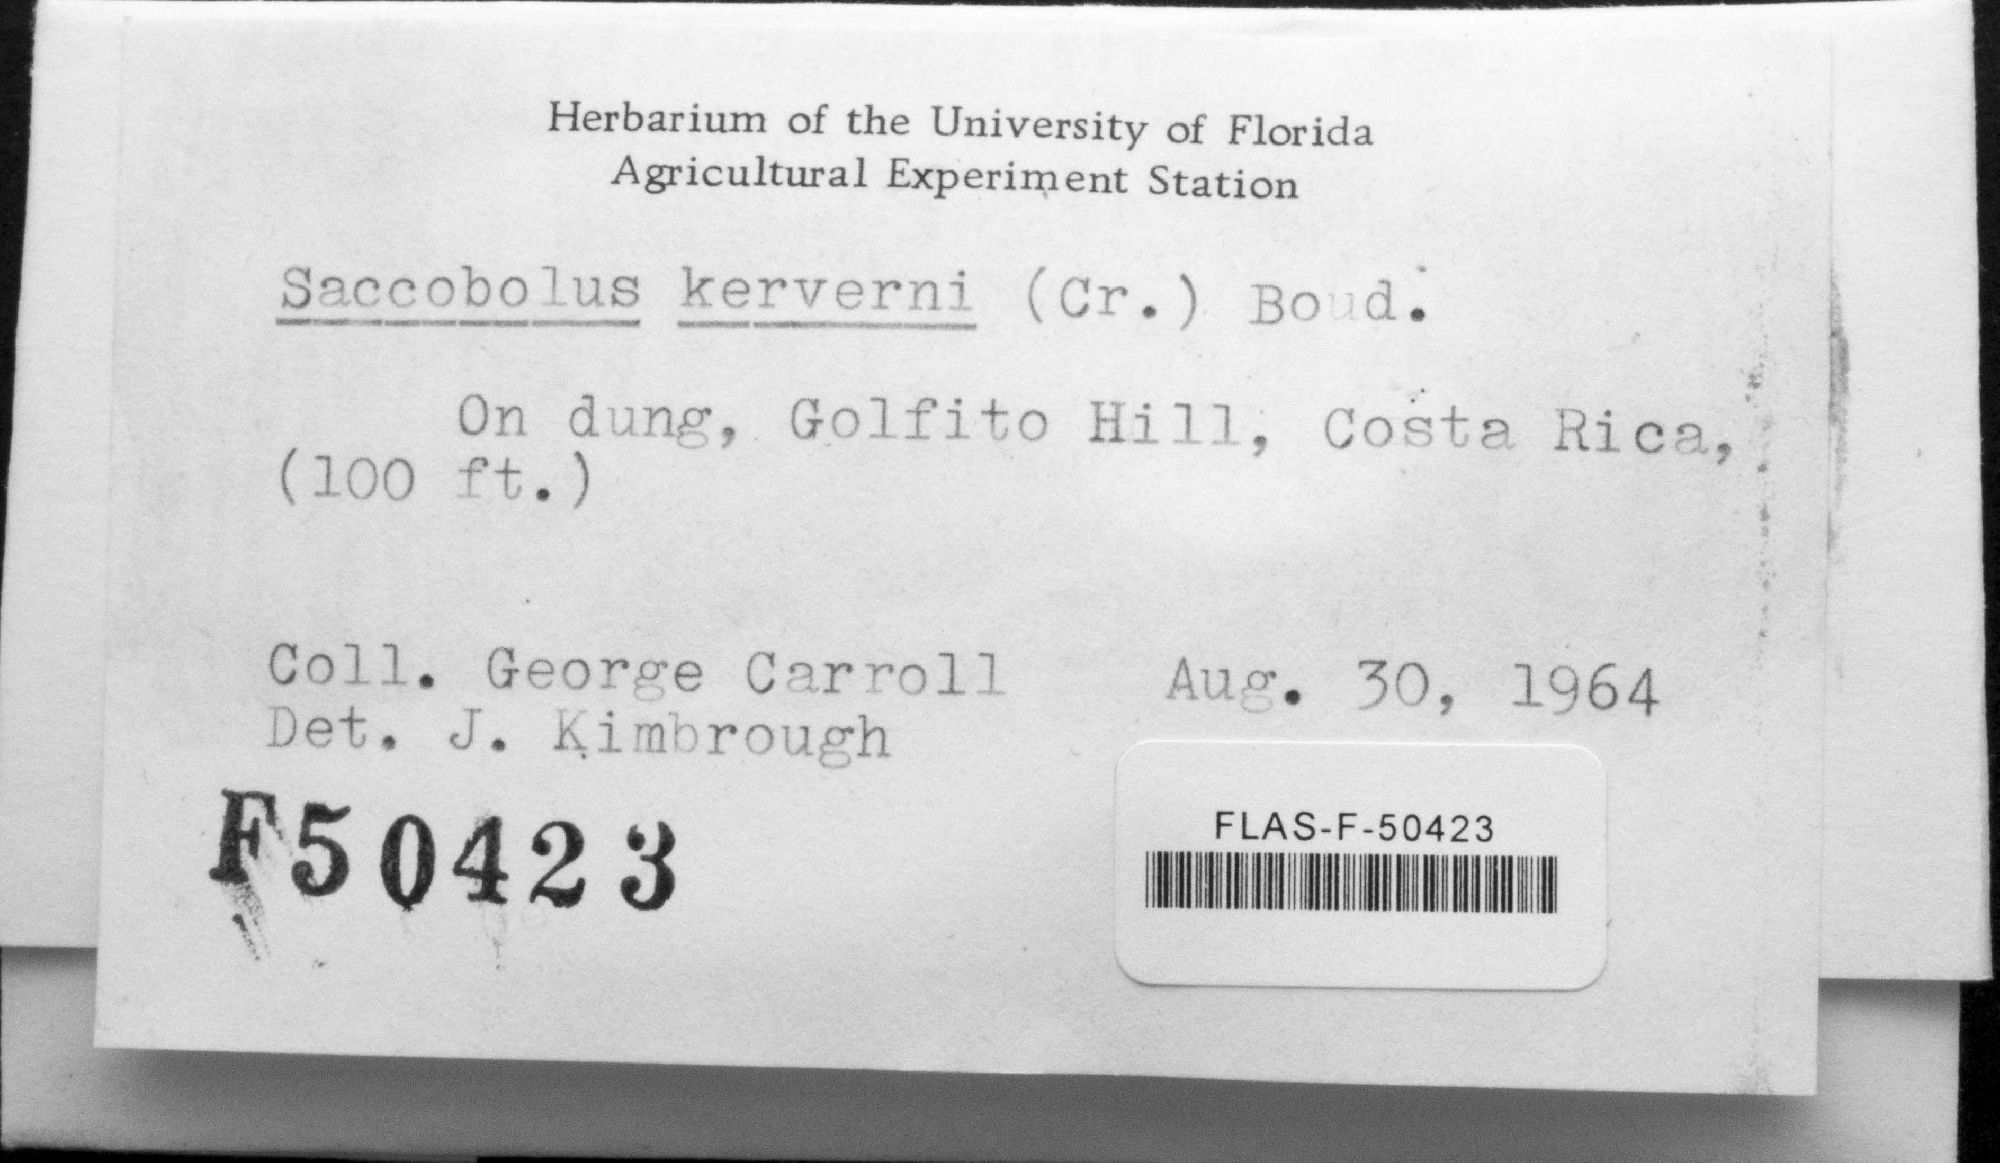 Herbarium of the University of Florida
Agricultural Experiment Station
Saccobolus kerverni (Cr.) Boud.
On dung, Golfito Hill, Costa Rica,
(100 ft.)
Coll. George Carroll Aug. 30, 1964
Det. J. Kimbrough
F50423
FLAS-F-50423